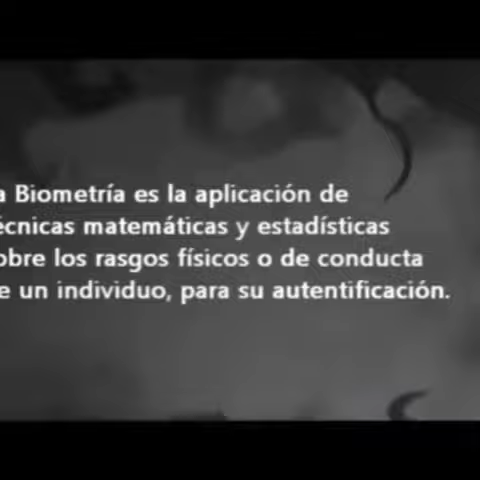 a Biometría es la aplicación de
écnicas matemáticas y estadísticas
obre los rasgos físicos o de conducta
e un individuo, para su autentificación.